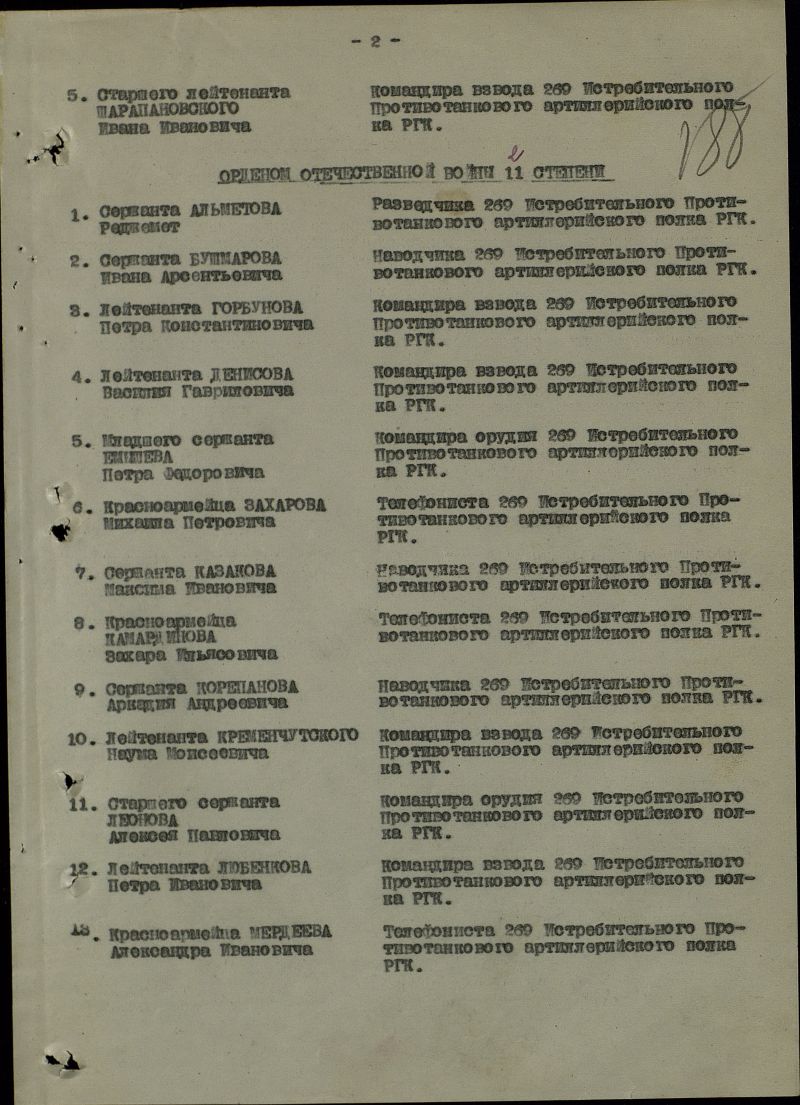 - 2 -
188
5. Старшего лейтенанта Командира взвода 269 Истребительного
ШАРАПАНОВСКОГО Противотанкового артиллерийского пол-
Ивана Ивановича ка РГК.
ОРДЕНОМ ОТЕЧЕСТВЕННОЙ ВОЙНЫ 11 СТЕПЕНИ
2
1. Сержанта АЛЬМЕТОВА Разведчика 269 Истребительного Проти-
Реджемет вотанкового артиллерийского полка РГК.
2. Сержанта БУШМАРОВА Наводчика 269 Истребительного Проти-
Ивана Арсентьевича вотанкового артиллерийского полка РГК.
3. Лейтенанта ГОРБУНОВА Командира взвода 269 Истребительного
Петра Константиновича Противотанкового артиллерийского пол-
ка РГК.
4. Лейтенанта ДЕНИСОВА Командира взвода 269 Истребительного
Василия Гавриловича Противотанкового артиллерийского пол-
ка РГК.
5. Младшего сержанта Командира орудия 269 Истребительного
Противотанкового артиллерийского пол-
Петра Федоровича ка РГК.
6. Красноармейца ЗАХАРОВА Телефониста 269 Истребительного Про-
Михаила Петровича тивотанкового артиллерийского полка
РГК.
7. Сержанта КАЗАКОВА Наводчика 269 Истребительного Проти-
Максима Ивановича вотанкового артиллерийского полка РГК.
8. Красноармейца Телефониста 269 Истребительного Проти-
КАМАРДИНОВА вотанкового артиллерийского полка РГК.
Захара Ильясовича
9. Сержанта КОРЕПАНОВА Наводчика 269 Истребительного Проти-
Аркадия Андреевича вотанкового артиллерийского полка РГК.
10. Лейтенанта КРЕМЕНЧУТСКОГО Командира взвода 269 Истребительного
Наума Моисеевича Противотанкового артиллерийского пол-
ка РГК.
11. Старшего сержанта Командира орудия 269 Истребительного
ЛЕОНОВА Противотанкового артиллерийского пол-
Алексея Павловича ка РГК.
12. Лейтенанта ЛЮБЕНКОВА Командира взвода 269 Истребительного
Петра Ивановича Противотанкового артиллерийского пол-
ка РГК.
13. Красноармейца МЕРДЕЕВА Телефониста 269 Истребительного Про-
Александра Ивановича тивотанкового артиллерийского полка
РГК.